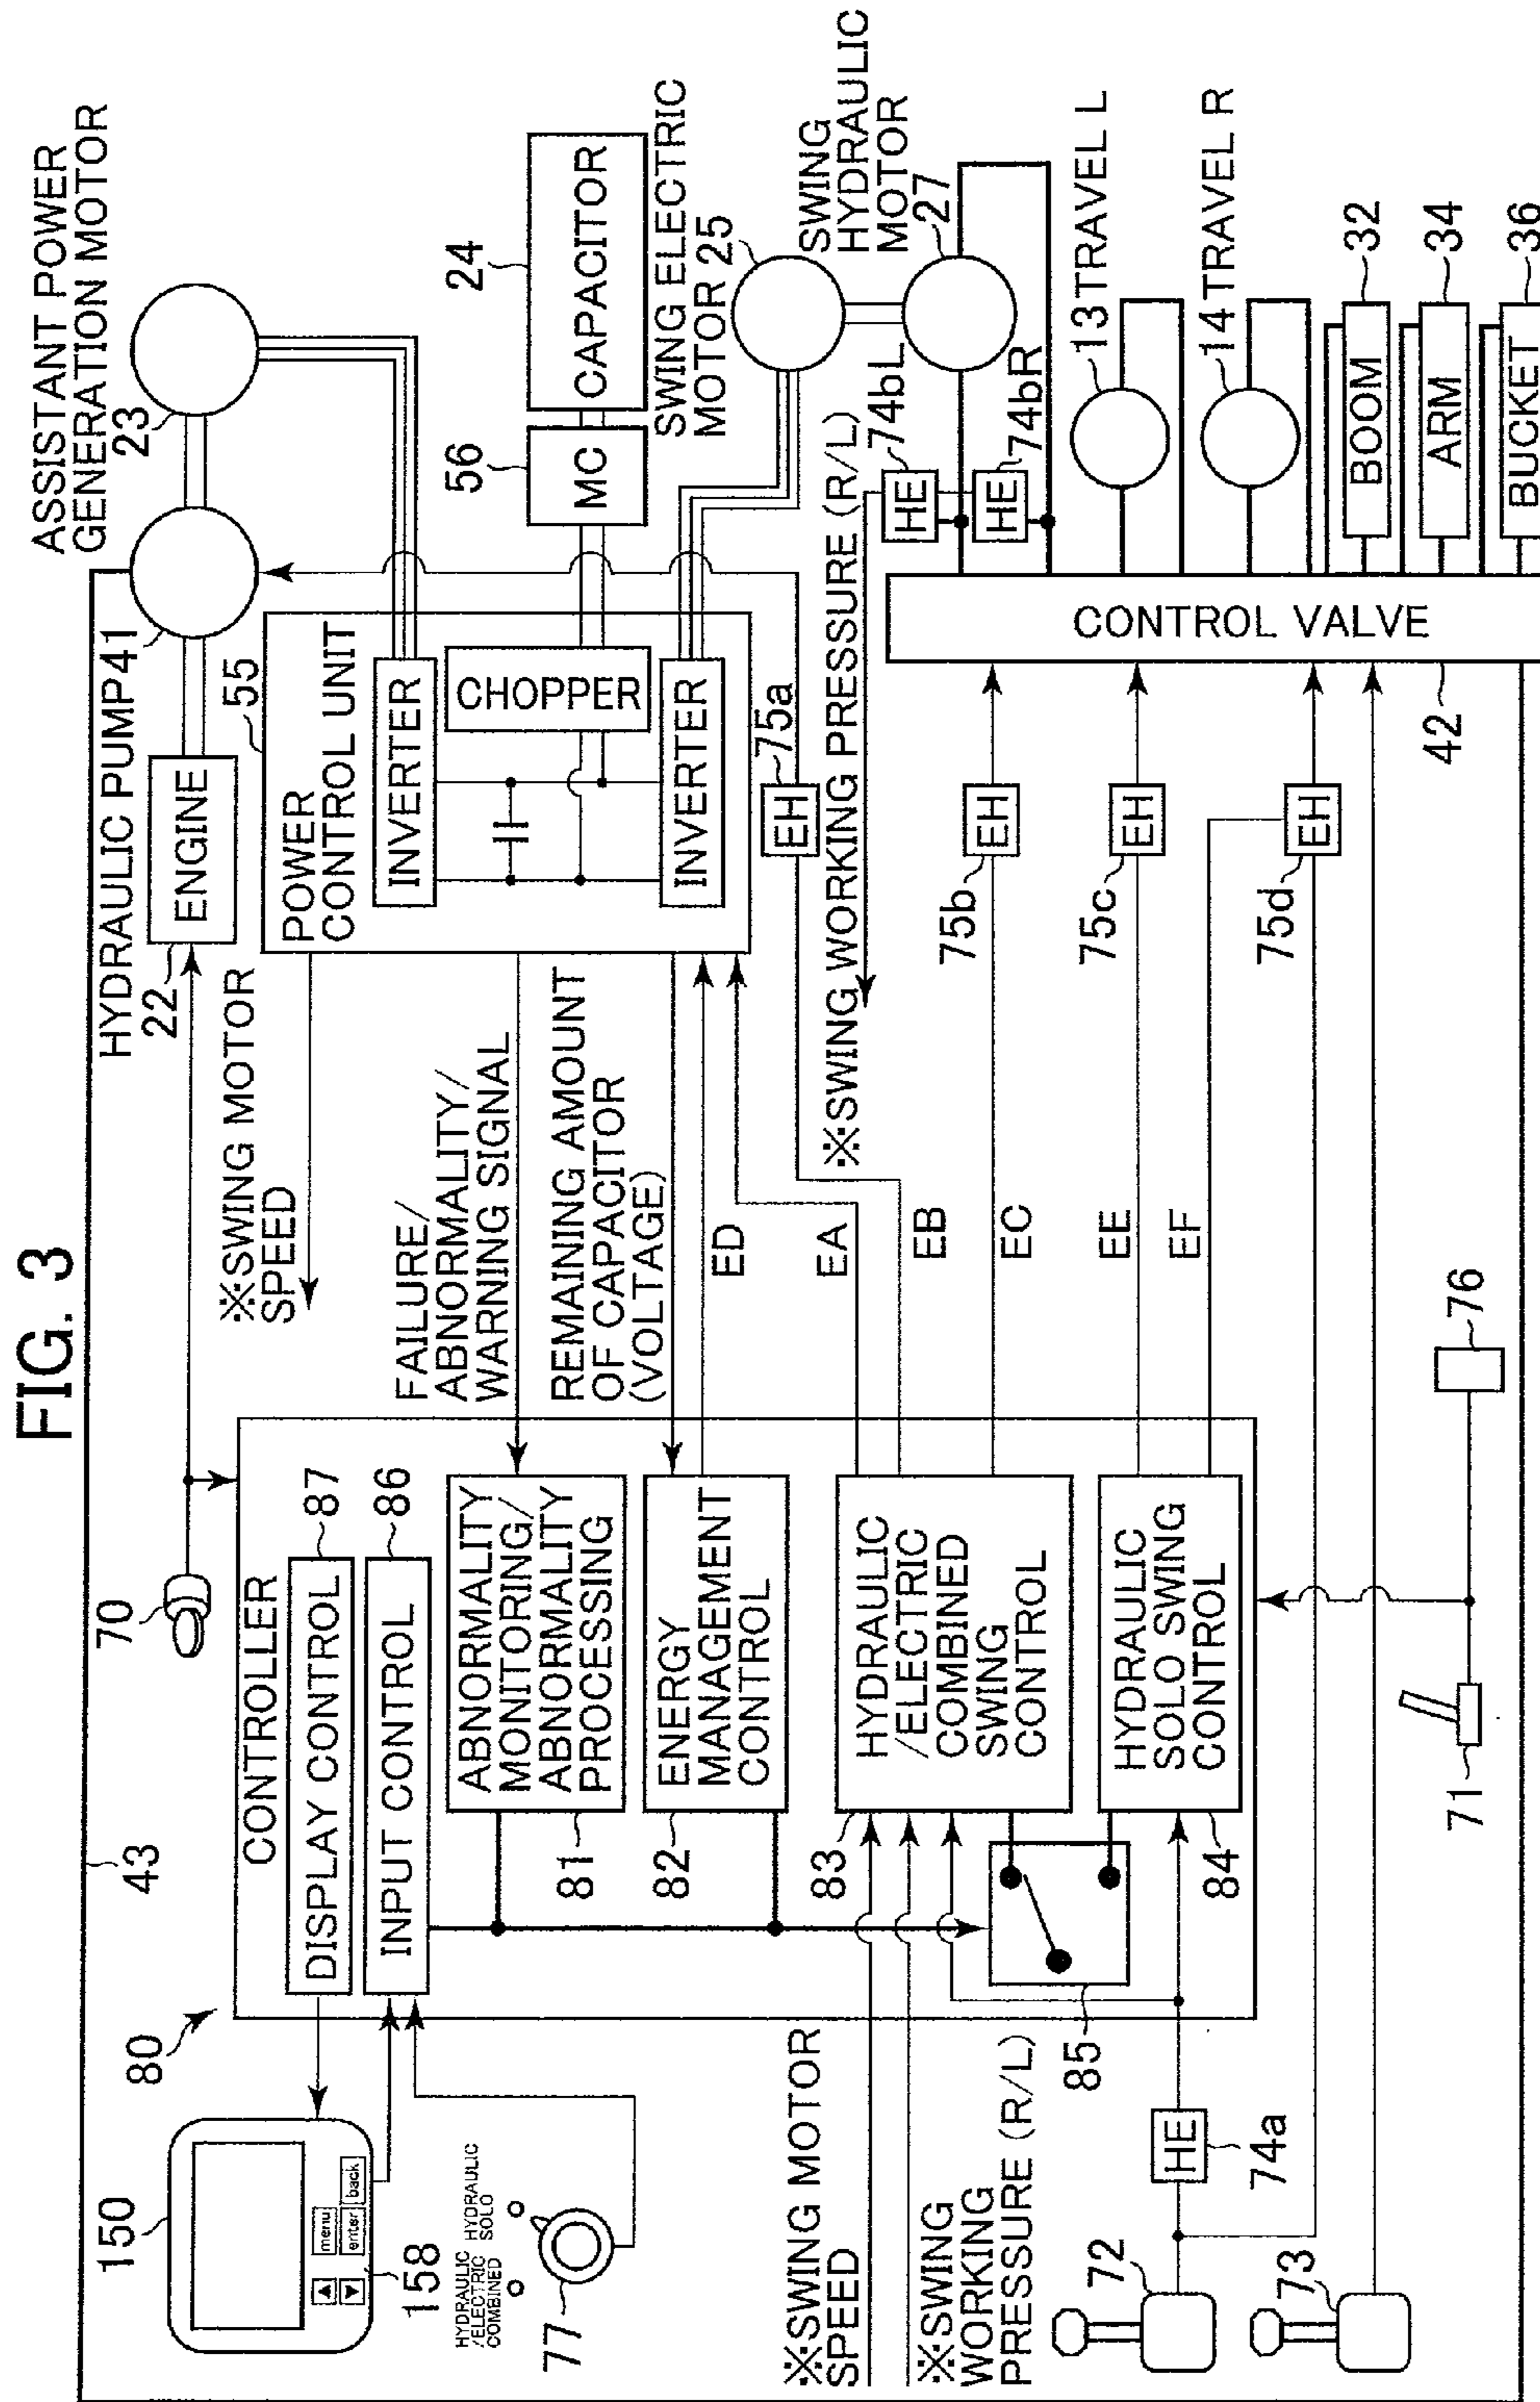 FIG. 3
43
80
150
menu
enter
back
158
HYDRAULIC
/ELECTRIC
COMBINED
HYDRAULIC
SOLO
77
70
CONTROLLER
DISPLAY CONTROL
87
INPUT CONTROL
86
ABNORMALITY
MONITORING/
ABNORMALITY
PROCESSING
81
ENERGY
MANAGEMENT
CONTROL
82
HYDRAULIC
/ELECTRIC
COMBINED
SWING
CONTROL
83
HYDRAULIC
SOLO SWING
CONTROL
84
85
※SWING MOTOR
SPEED
※SWING
WORKING
PRESSURE (R/L)
HE
74a
72
73
71
76
※SWING MOTOR
SPEED
FAILURE/
ABNORMALITY/
WARNING SIGNAL
REMAINING AMOUNT
OF CAPACITOR
(VOLTAGE)
ED
EA
EB
EC
EE
EF
HYDRAULIC PUMP41
22
ENGINE
55
POWER
CONTROL UNIT
INVERTER
CHOPPER
INVERTER
EH
75a
※SWING WORKING PRESSURE (R/L)
75b
EH
75c
EH
75d
EH
42
CONTROL VALVE
ASSISTANT POWER
GENERATION MOTOR
23
24
CAPACITOR
56
MC
SWING ELECTRIC
MOTOR 25
SWING
HYDRAULIC
MOTOR
27
HE
74bL
HE
74bR
13 TRAVEL L
14 TRAVEL R
BOOM
32
ARM
34
BUCKET
36